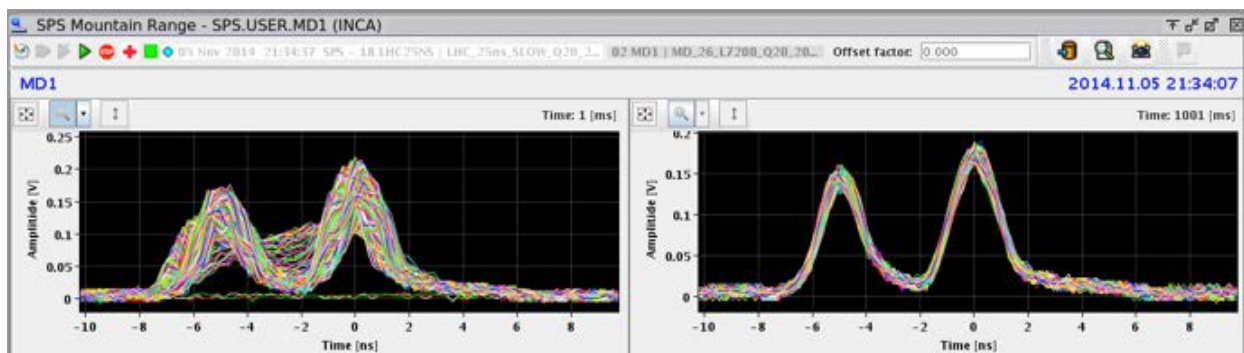 SPS Mountain Range - SPS.USER.MD1 (INCA)
05 Nov 2014 21:34:37 SPS - 18 LHC25NS | LHC_25ns_SLOW_Q20_2... 02 MD1 | MD_26_L7200_Q20_20... Offset factor: 0.000
MD1 2014.11.05 21:34:07
Time: 1 [ms]
0.25
0.2
0.15
0.1
0.05
0
Amplitide [V]
-10 -8 -6 -4 -2 0 2 4 6 8
Time [ns]
Time: 1001 [ms]
0.2
0.15
0.1
0.05
0
Amplitide [V]
-10 -8 -6 -4 -2 0 2 4 6 8
Time [ns]